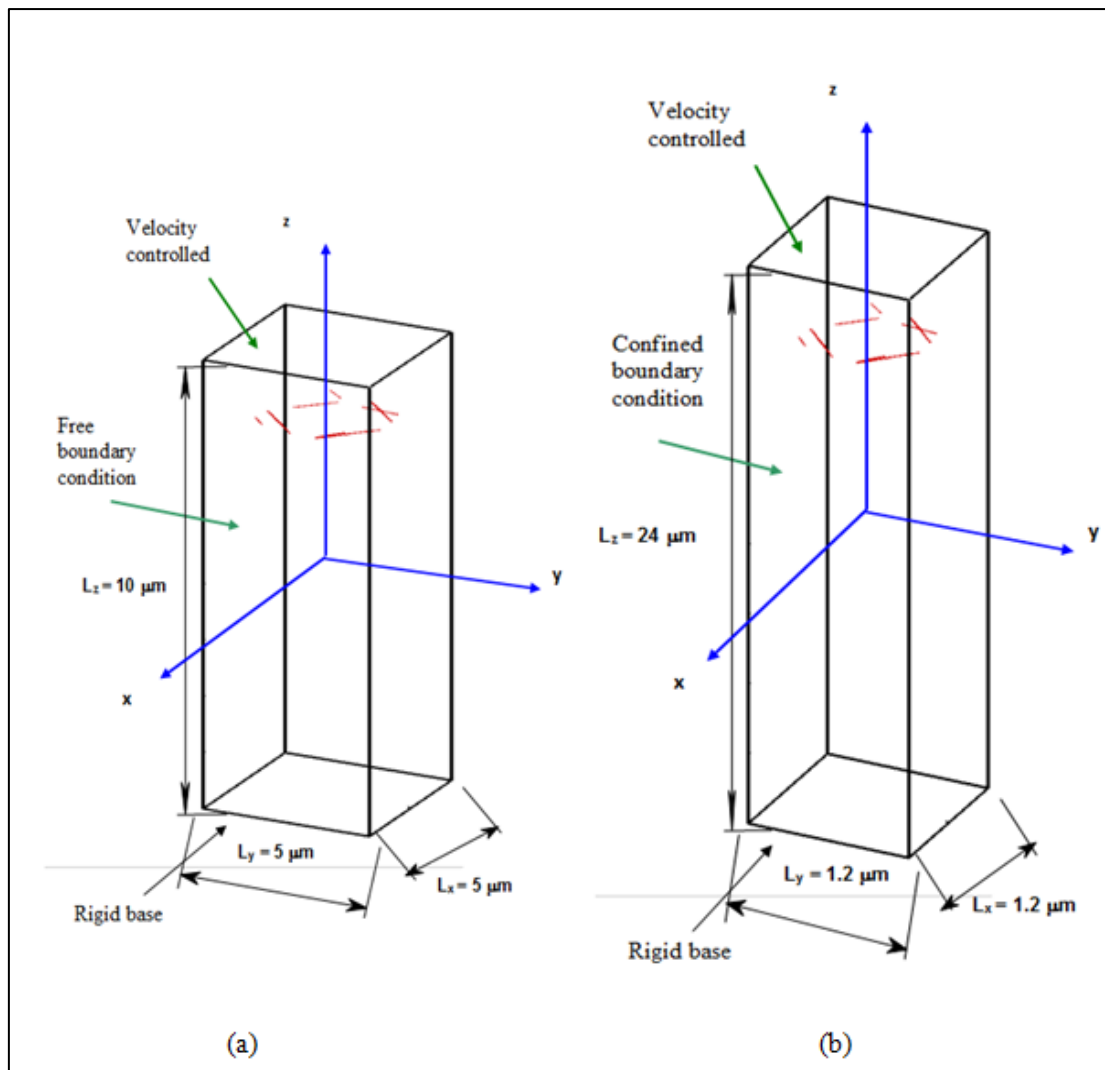 Velocity
controlled
z
Free
boundary
condition
Lz = 10 μm
y
x
Ly = 5 μm
Lx = 5 μm
Rigid base
(a)
z
Velocity
controlled
Confined
boundary
condition
Lz = 24 μm
y
x
Ly = 1.2 μm
Lx = 1.2 μm
Rigid base
(b)